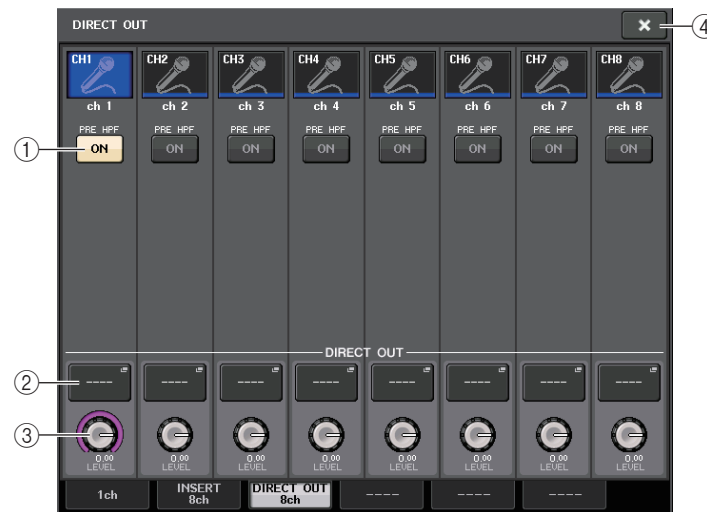 DIRECT OUT
④
CH1 CH2 CH3 CH4 CH5 CH6 CH7 CH8
ch 1 ch 2 ch 3 ch 4 ch 5 ch 6 ch 7 ch 8
PRE HPF PRE HPF PRE HPF PRE HPF PRE HPF PRE HPF PRE HPF PRE HPF
① ON ON ON ON ON ON ON ON
DIRECT OUT
② ---- ---- ---- ---- ---- ---- ---- ----
③
0.00 0.00 0.00 0.00 0.00 0.00 0.00 0.00
LEVEL LEVEL LEVEL LEVEL LEVEL LEVEL LEVEL LEVEL
1ch INSERT 8ch DIRECT OUT 8ch ---- ---- ----